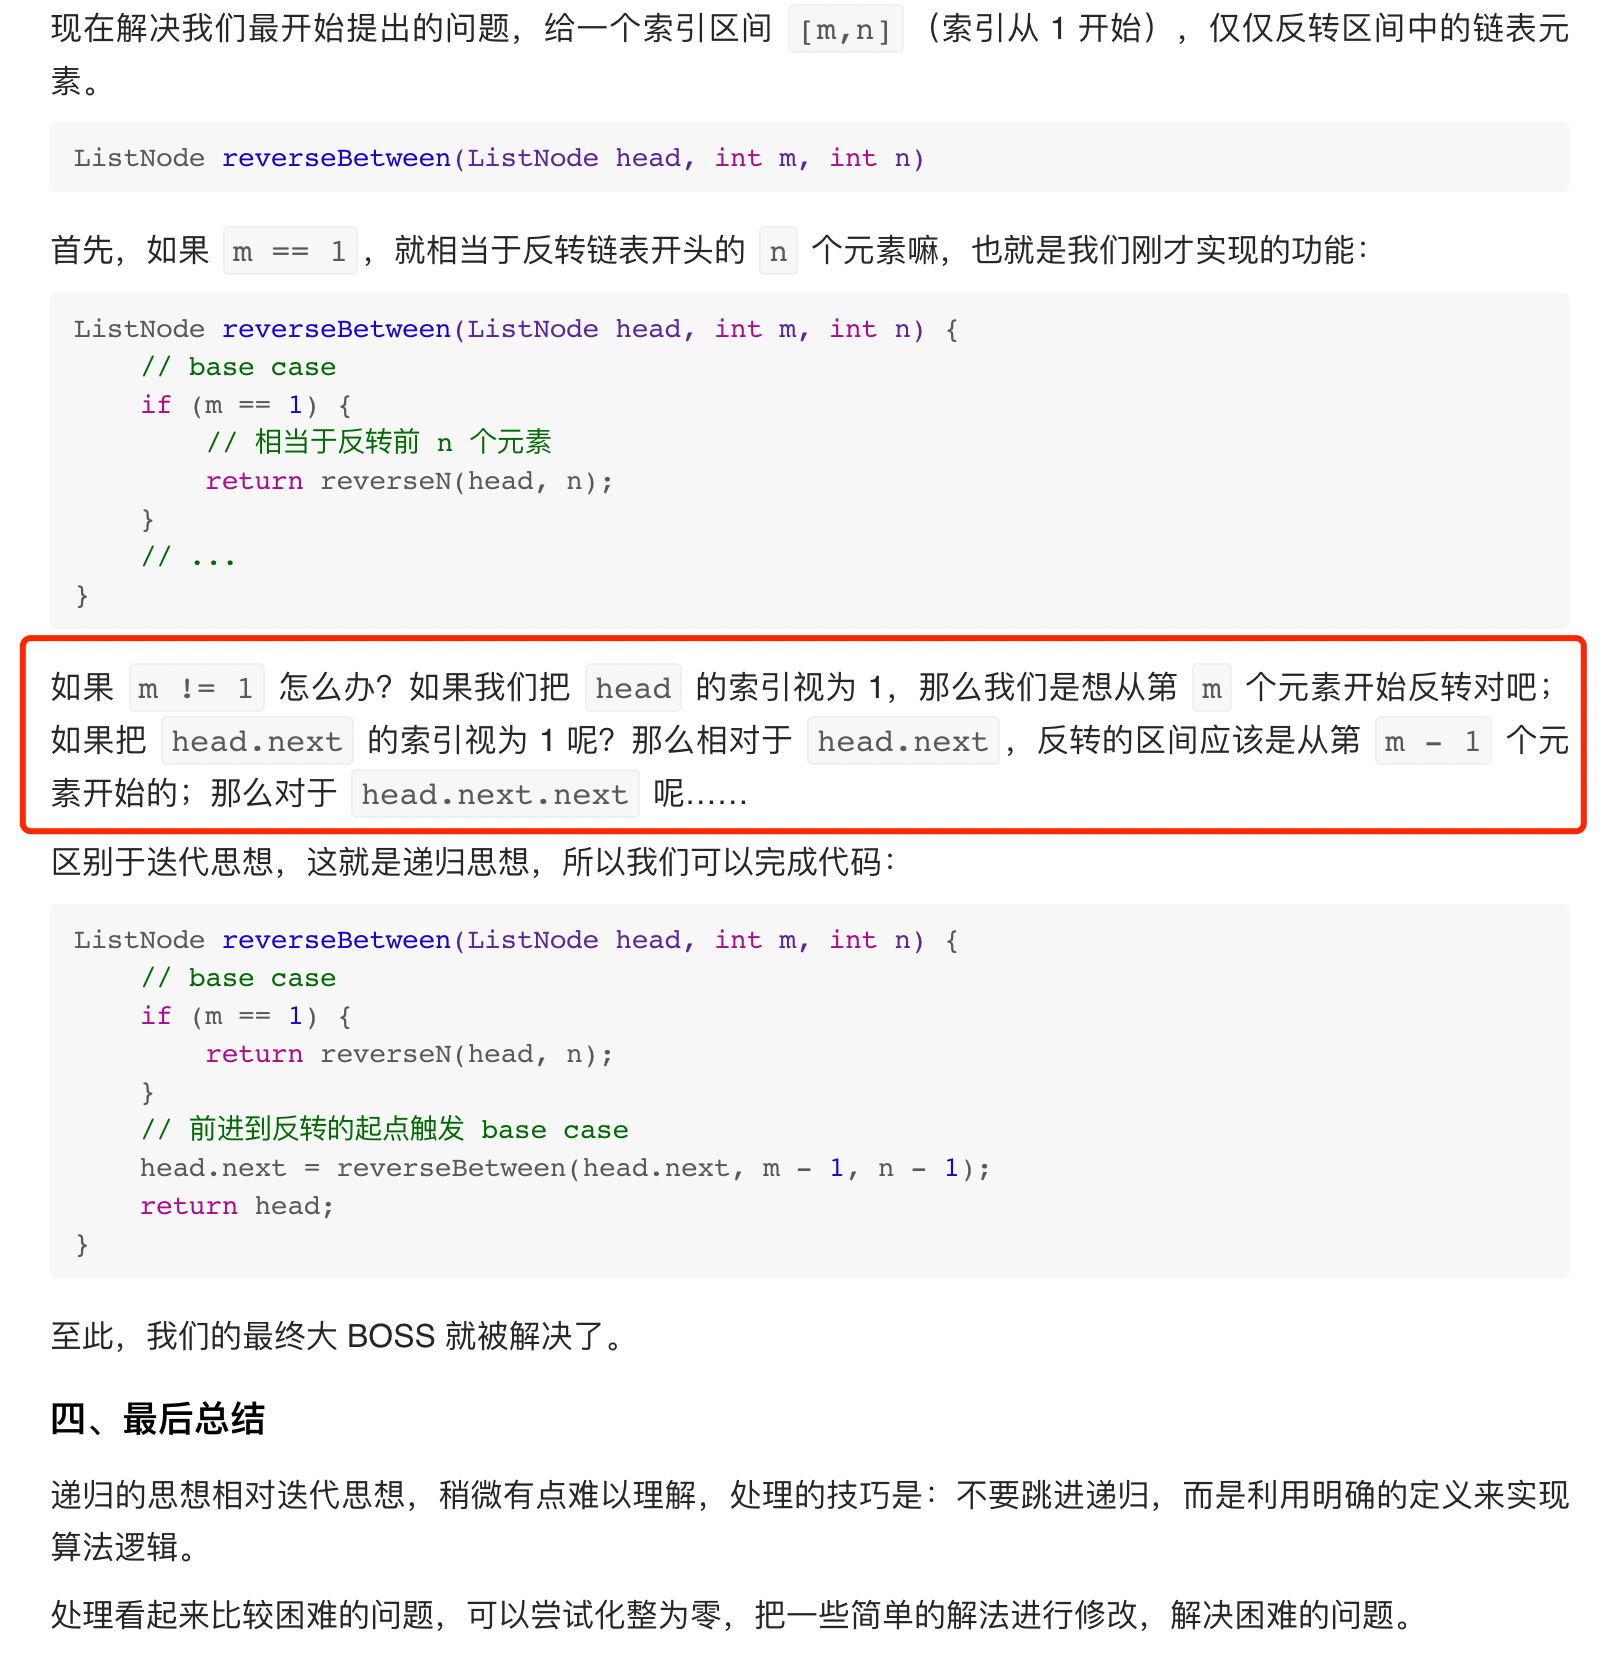 现在解决我们最开始提出的问题，给一个索引区间 [m,n]（索引从 1 开始），仅仅反转区间中的链表元
素。
ListNode reverseBetween(ListNode head, int m, int n)
首先，如果 m == 1，就相当于反转链表开头的 n 个元素嘛，也就是我们刚才实现的功能：
ListNode reverseBetween(ListNode head, int m, int n) {
    // base case
    if (m == 1) {
        // 相当于反转前 n 个元素
        return reverseN(head, n);
    }
    // ...
}
如果 m != 1 怎么办？如果我们把 head 的索引视为 1，那么我们是想从第 m 个元素开始反转对吧；
如果把 head.next 的索引视为 1 呢？那么相对于 head.next，反转的区间应该是从第 m - 1 个元
素开始的；那么对于 head.next.next 呢……
区别于迭代思想，这就是递归思想，所以我们可以完成代码：
ListNode reverseBetween(ListNode head, int m, int n) {
    // base case
    if (m == 1) {
        return reverseN(head, n);
    }
    // 前进到反转的起点触发 base case
    head.next = reverseBetween(head.next, m - 1, n - 1);
    return head;
}
至此，我们的最终大 BOSS 就被解决了。
四、最后总结
递归的思想相对迭代思想，稍微有点难以理解，处理的技巧是：不要跳进递归，而是利用明确的定义来实现
算法逻辑。
处理看起来比较困难的问题，可以尝试化整为零，把一些简单的解法进行修改，解决困难的问题。